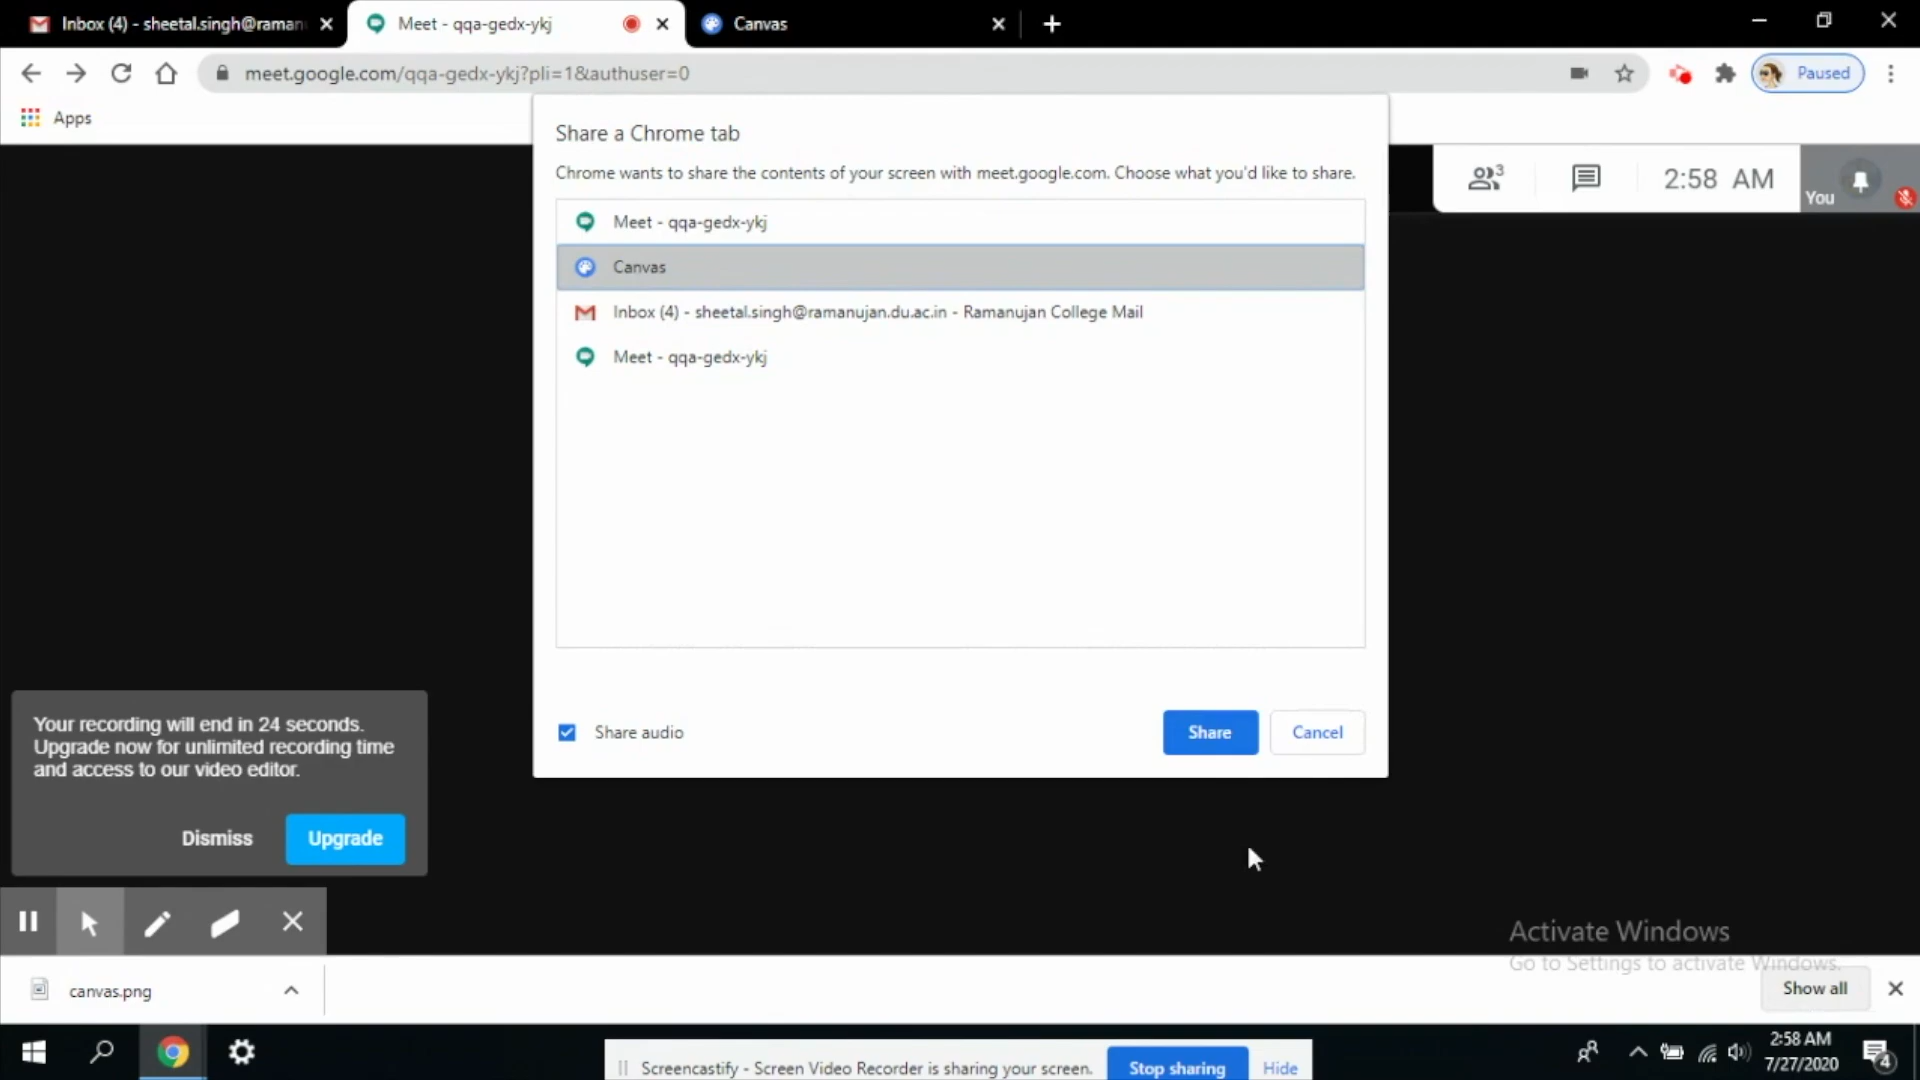 Inbox (4) - sheetal.singh@raman
Meet - qqa-gedx-ykj
Canvas
meet.google.com/qqa-gedx-ykj?pli=1&authuser=0
Paused
Apps
Share a Chrome tab
Chrome wants to share the contents of your screen with meet.google.com. Choose what you'd like to share.
3
2:58 AM
You
Meet - qqa-gedx-ykj
Canvas
Inbox (4) - sheetal.singh@ramanujan.du.ac.in - Ramanujan College Mail
Meet - qqa-gedx-ykj
Share audio
Share
Cancel
Your recording will end in 24 seconds.
Upgrade now for unlimited recording time
and access to our video editor.
Dismiss
Upgrade
Activate Windows
Go to Settings to activate Windows.
canvas.png
Show all
Screencastify - Screen Video Recorder is sharing your screen.
Stop sharing
Hide
2:58 AM
7/27/2020
4